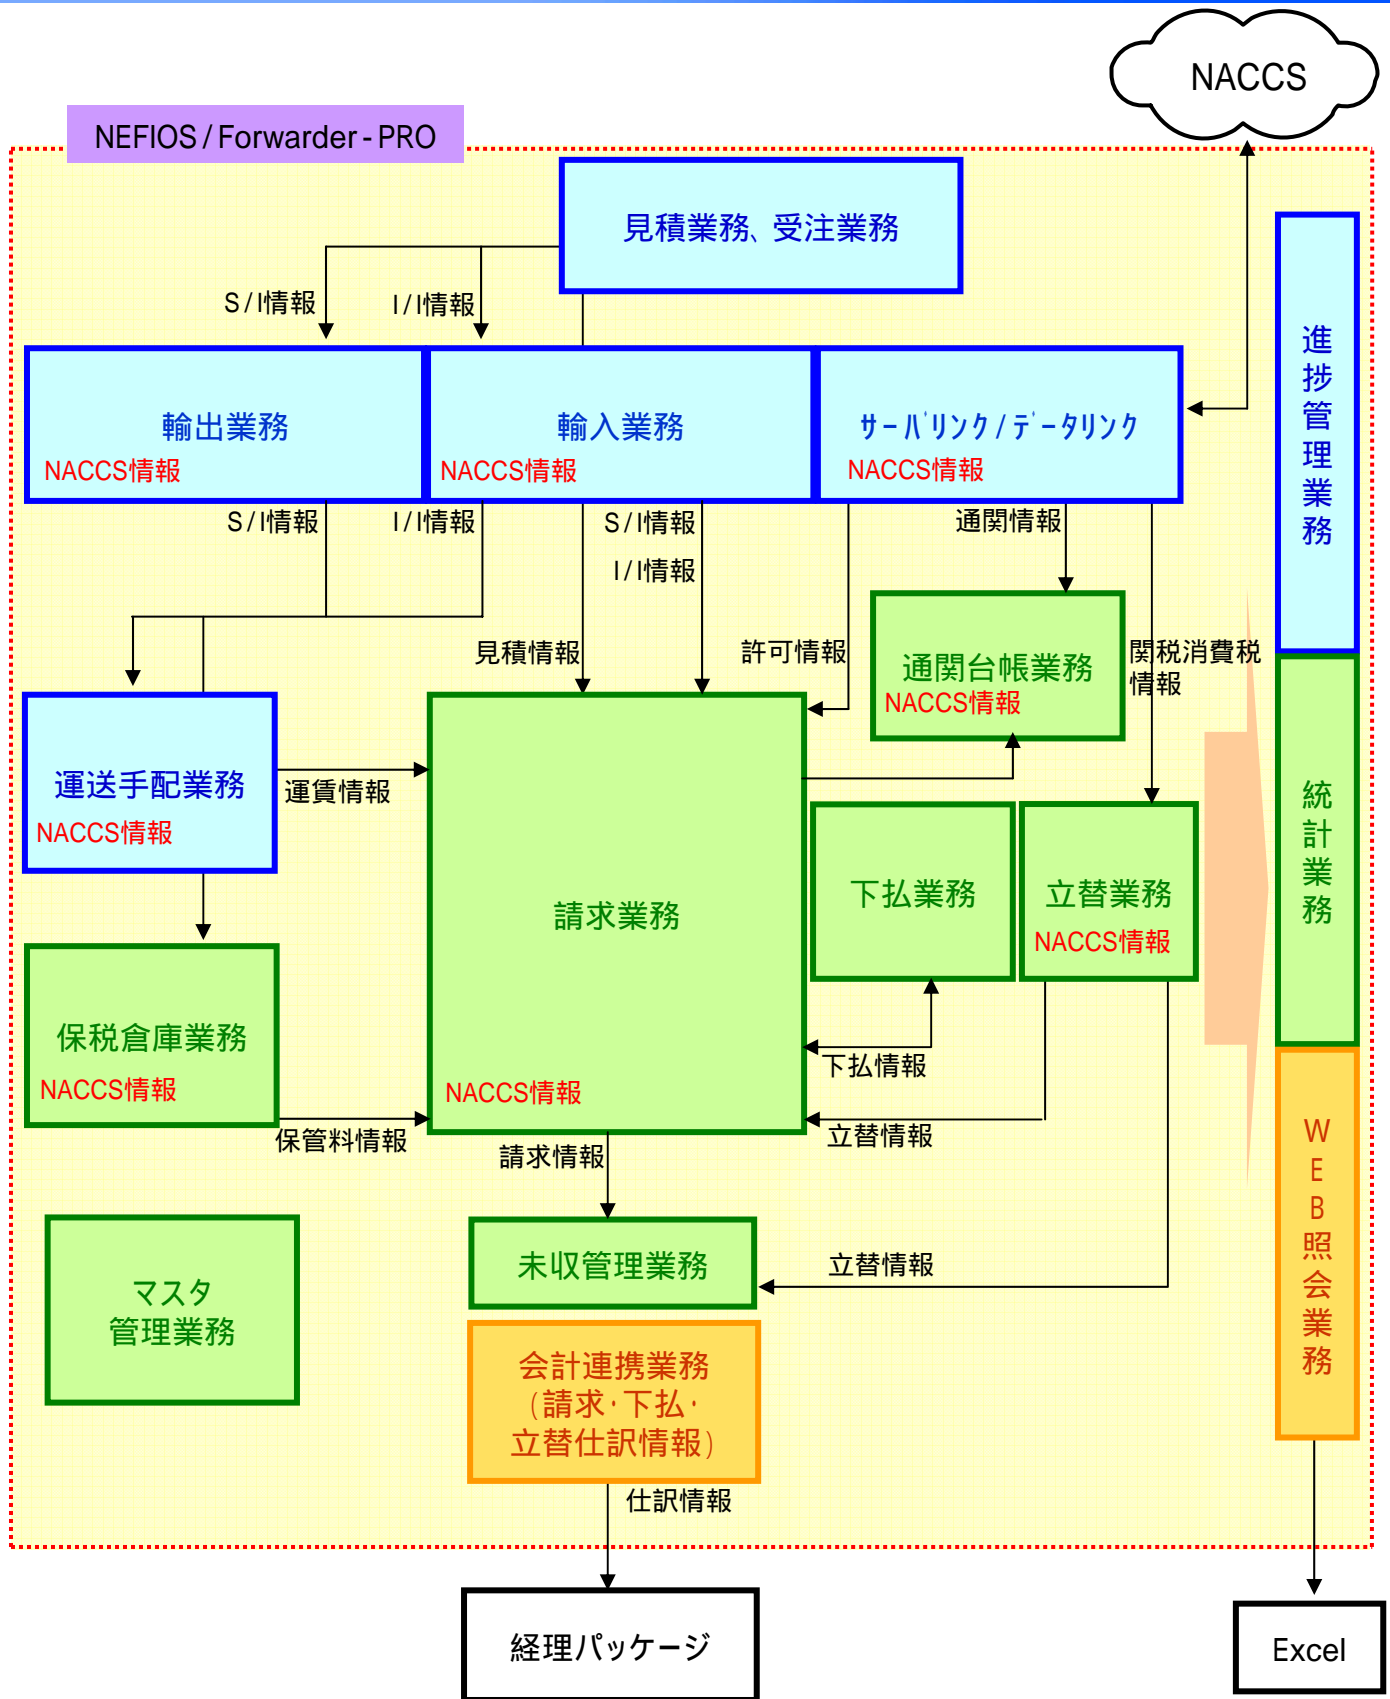 NACCS
NEFIOS / Forwarder - PRO
見積業務、受注業務
S/I情報
I/I情報
輸出業務
NACCS情報
輸入業務
NACCS情報
ｻｰﾊﾞﾘﾝｸ/ﾃﾞｰﾀﾘﾝｸ
NACCS情報
進捗管理業務
S/I情報
I/I情報
S/I情報
I/I情報
通関情報
見積情報
許可情報
通関台帳業務
NACCS情報
関税消費税
情報
運送手配業務
NACCS情報
運賃情報
請求業務
NACCS情報
下払業務
立替業務
NACCS情報
統計業務
保税倉庫業務
NACCS情報
保管料情報
下払情報
立替情報
請求情報
WEB照会業務
マスタ
管理業務
未収管理業務
立替情報
会計連携業務
(請求・下払・
立替仕訳情報)
仕訳情報
経理パッケージ
Excel